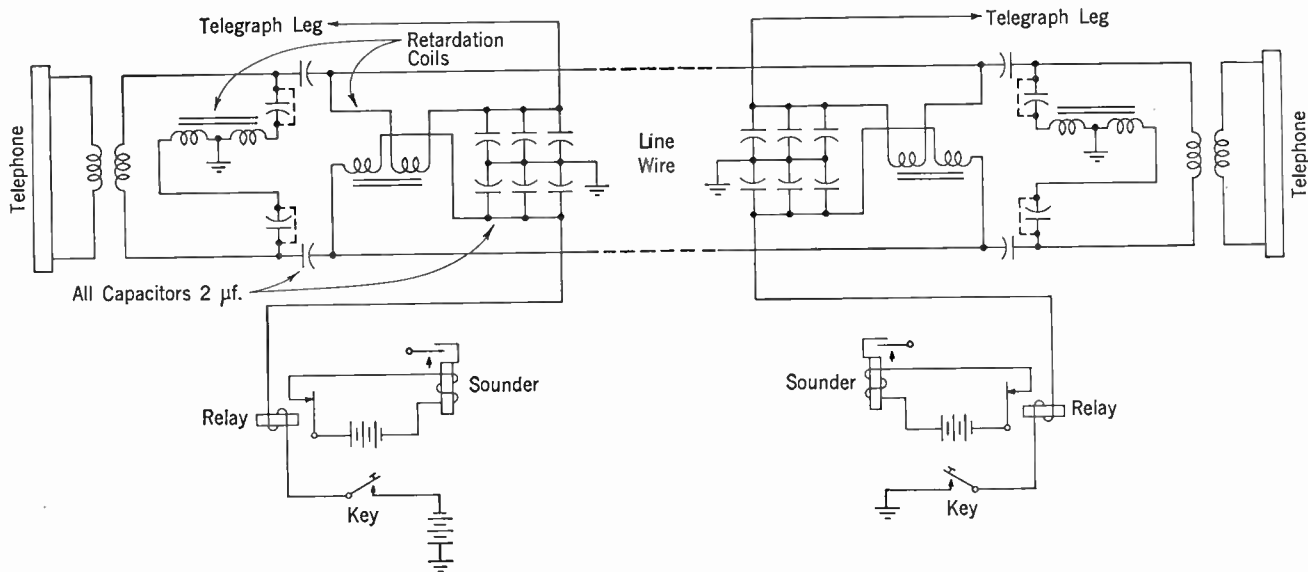 Telegraph Leg
Retardation
Coils
Telegraph Leg
Telephone
Line
Wire
Telephone
All Capacitors 2 µf.
Sounder
Relay
Key
Sounder
Relay
Key